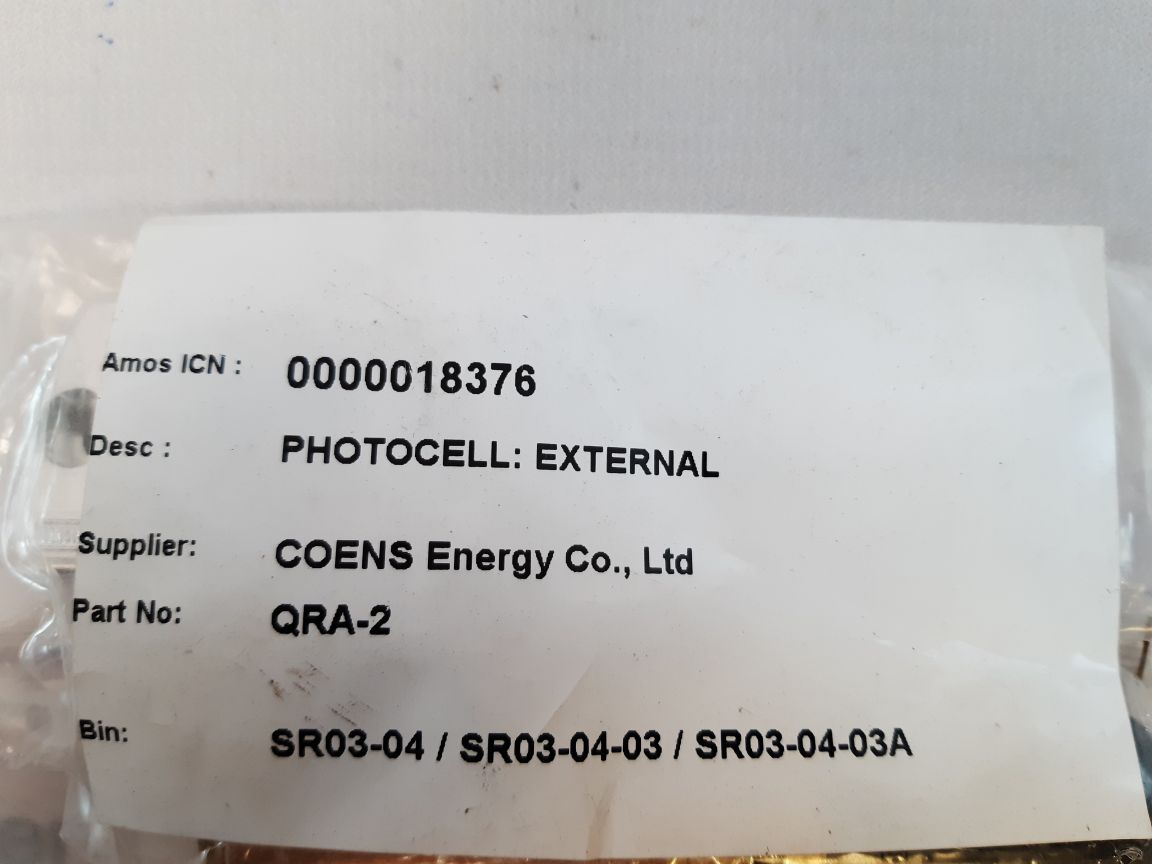 Amos ICN : 0000018376
Desc : PHOTOCELL: EXTERNAL
Supplier: COENS Energy Co., Ltd
Part No: QRA-2
Bin: SR03-04 / SR03-04-03 / SR03-04-03A